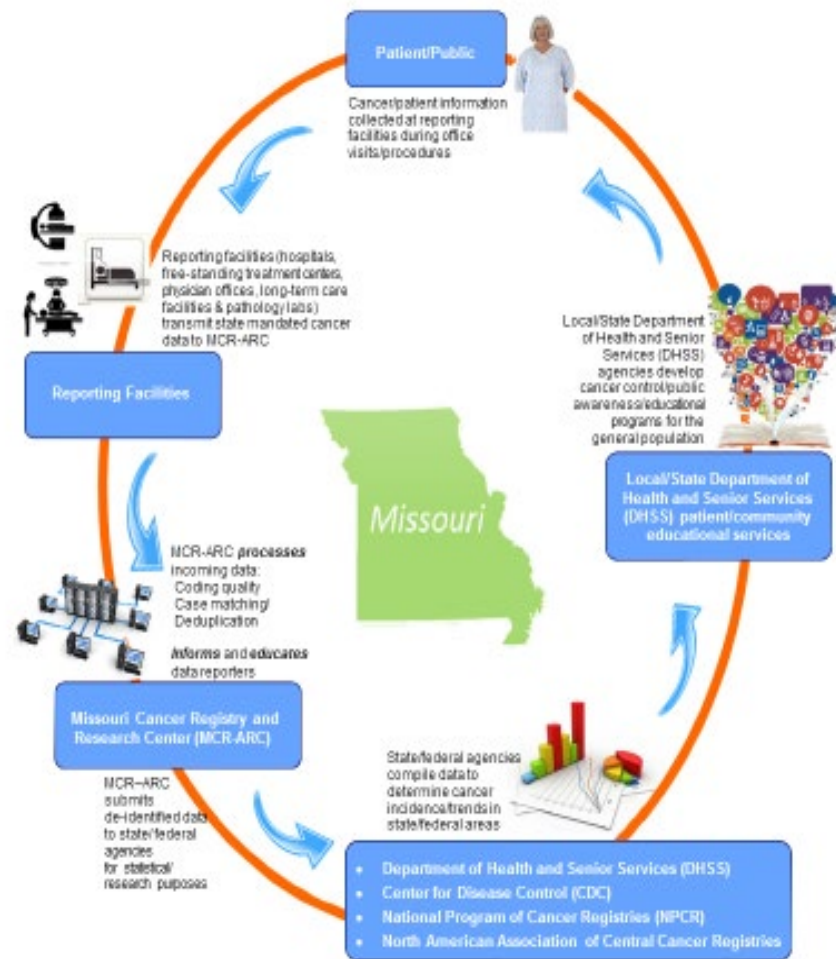 Patient/Public
Cancer/patient information
collected at reporting
facilities during office
visits/procedures
Reporting facilities (hospitals,
free-standing treatment centers,
physician offices, long-term care
facilities & pathology labs)
transmit state mandated cancer
data to MCR-ARC
Reporting Facilities
MCR-ARC processes
incoming data:
Coding quality
Case matching/
Deduplication
Informs and educates
data reporters
Missouri Cancer Registry and
Research Center (MCR-ARC)
MCR–ARC
submits
de-identified data
to state/federal
agencies
for statistical/
research purposes
• Department of Health and Senior Services (DHSS)
• Center for Disease Control (CDC)
• National Program of Cancer Registries (NPCR)
• North American Association of Central Cancer Registries
State/federal agencies
compile data to
determine cancer
incidence/trends in
state/federal areas
Local/State Department of
Health and Senior Services
(DHSS) patient/community
educational services
Local/State Department
of Health and Senior
Services (DHSS)
agencies develop
cancer control/public
awareness/educational
programs for the
general population
Missouri